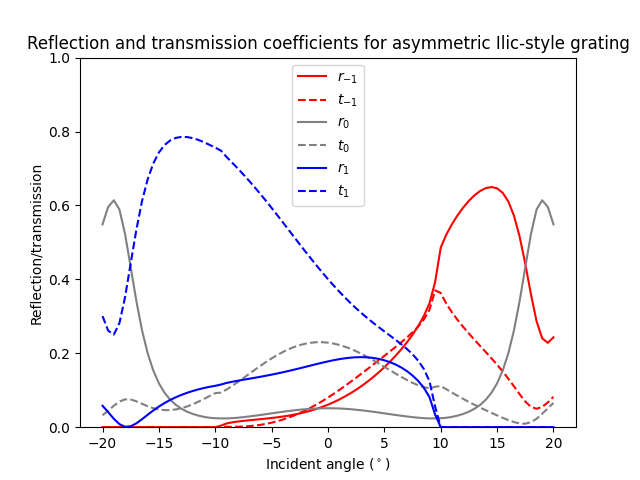 Reflection and transmission coefficients for asymmetric Ilic-style grating
Reflection/transmission
1.0
0.8
0.6
0.4
0.2
0.0
r₋₁
t₋₁
r₀
t₀
r₁
t₁
−20 −15 −10 −5 0 5 10 15 20
Incident angle (°)